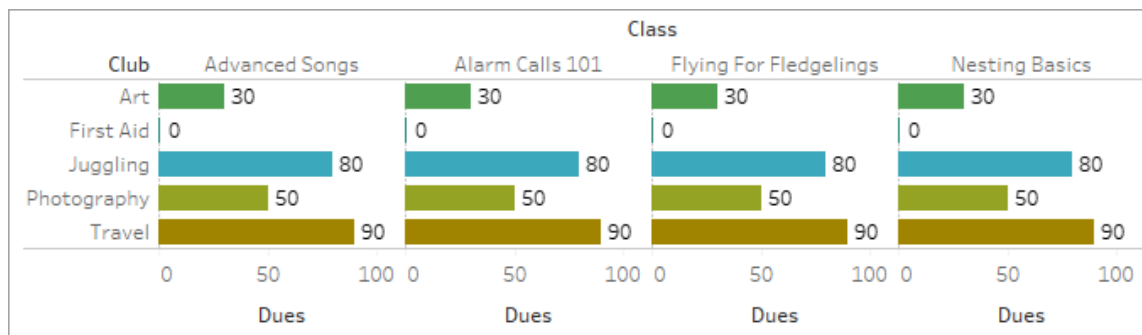 Class
Club Advanced Songs Alarm Calls 101 Flying For Fledgelings Nesting Basics
Art 30 30 30 30
First Aid 0 0 0 0
Juggling 80 80 80 80
Photography 50 50 50 50
Travel 90 90 90 90
0 50 100 0 50 100 0 50 100 0 50 100
Dues Dues Dues Dues